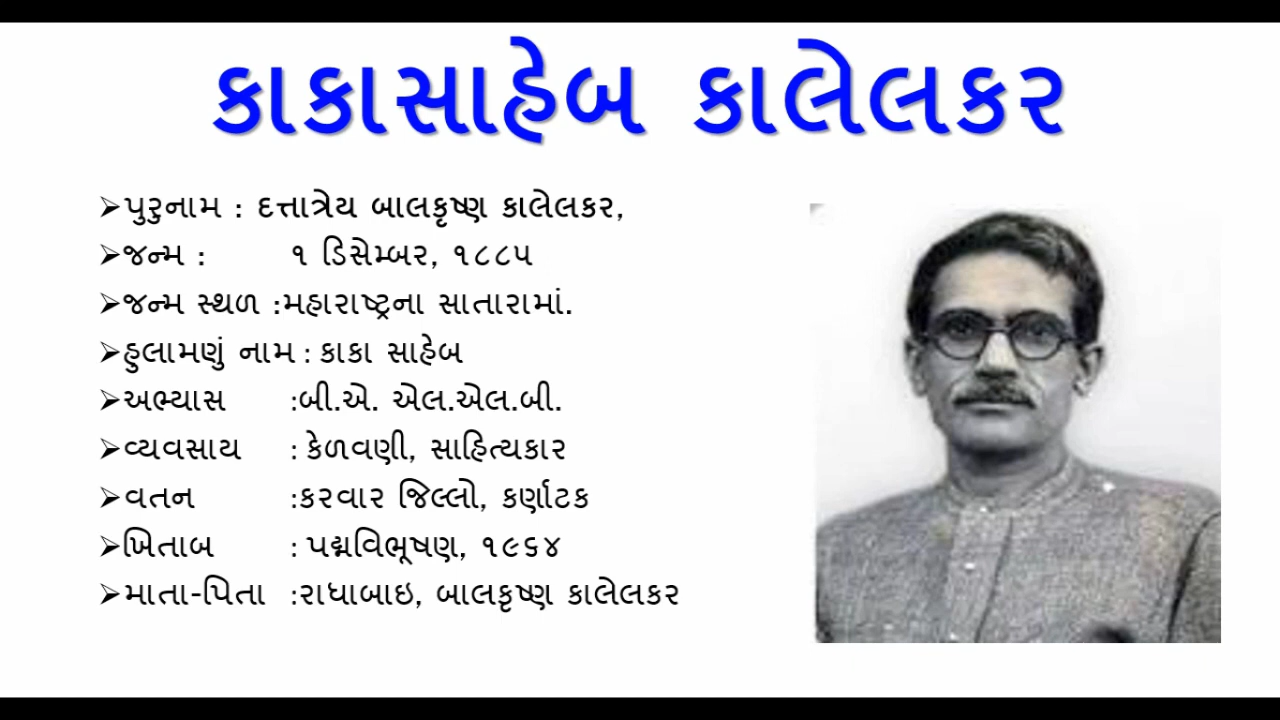 કાકાસાહેબ કાલેલકર
➢પુરુનામ : દત્તાત્રેય બાલકૃષ્ણ કાલેલકર,
➢જન્મ : ૧ ડિસેમ્બર, ૧૮૮૫
➢જન્મ સ્થળ :મહારાષ્ટ્રના સાતારામાં.
➢હુલામણું નામ : કાકા સાહેબ
➢અભ્યાસ :બી.એ. એલ.એલ.બી.
➢વ્યવસાય : કેળવણી, સાહિત્યકાર
➢વતન :કરવાર જિલ્લો, કર્ણાટક
➢ખિતાબ : પદ્મવિભૂષણ, ૧૯૬૪
➢માતા-પિતા :રાધાબાઇ, બાલકૃષ્ણ કાલેલકર